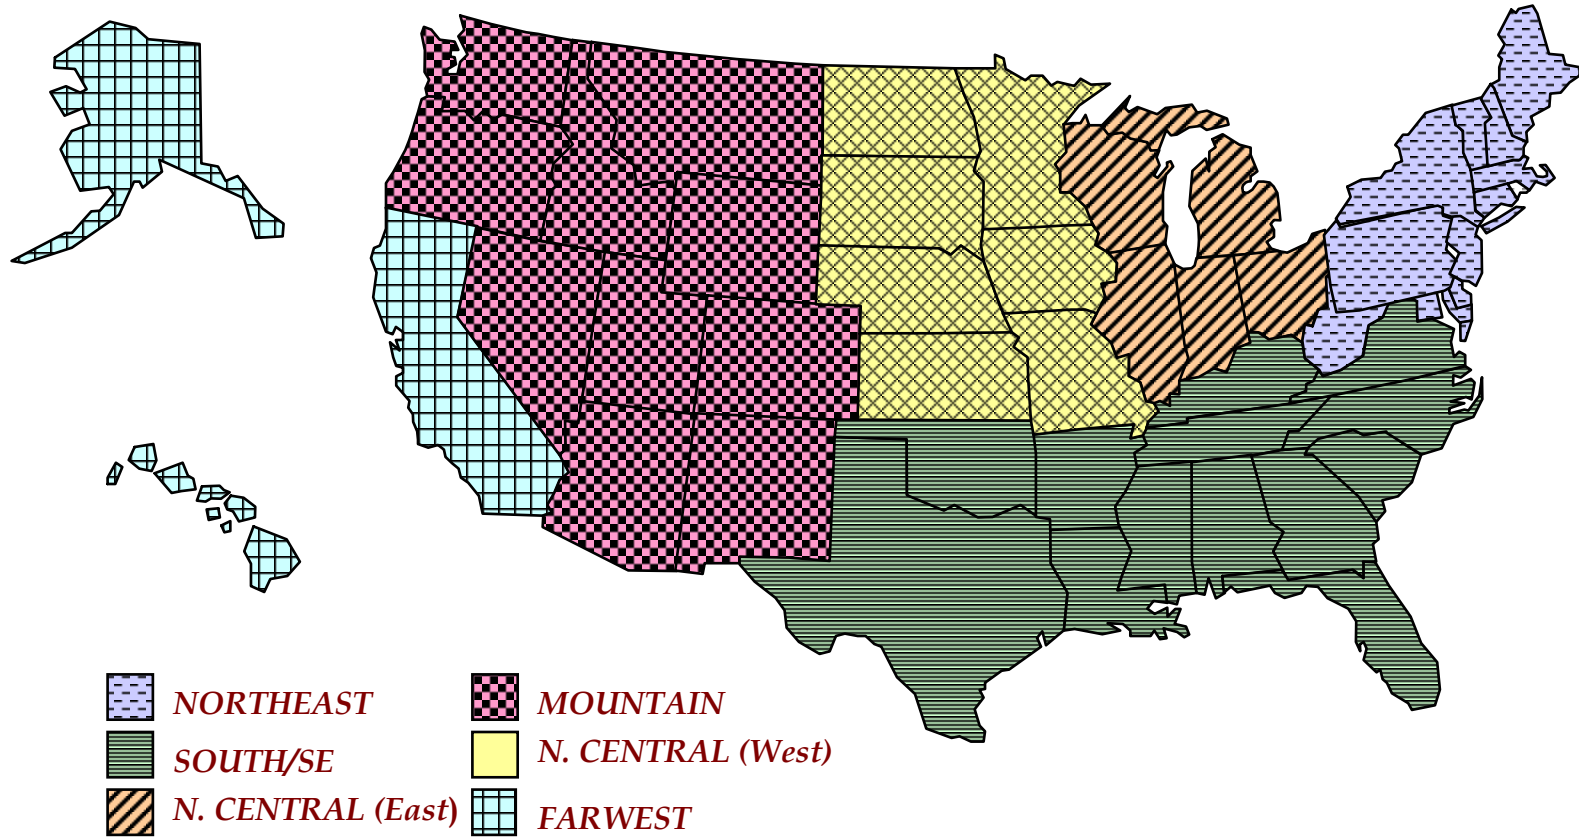 NORTHEAST
SOUTH/SE
N. CENTRAL (East)
MOUNTAIN
N. CENTRAL (West)
FARWEST